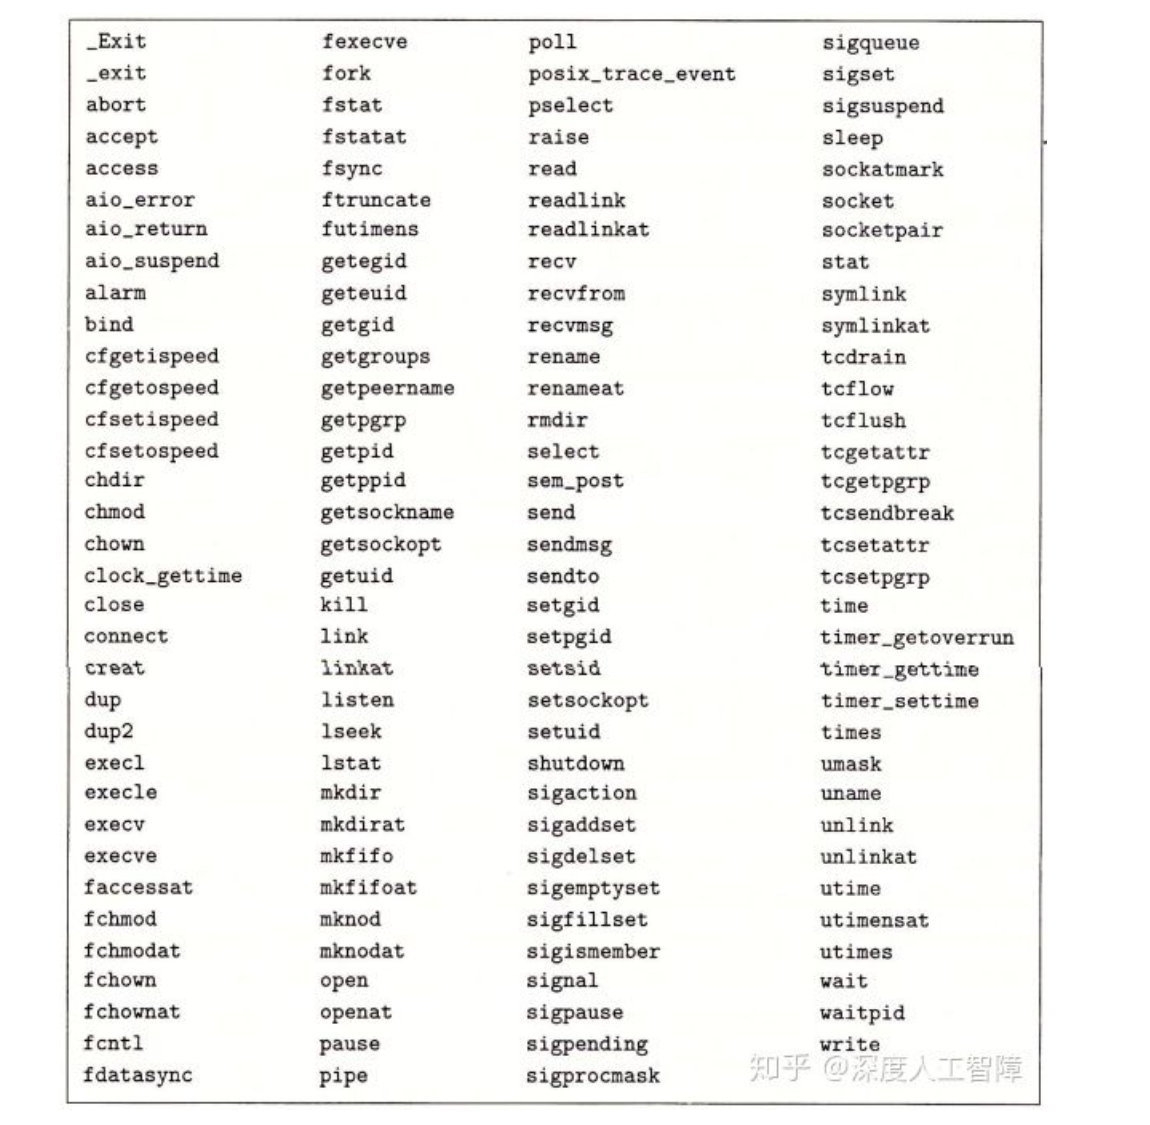 _Exit fexecve poll sigqueue
_exit fork posix_trace_event sigset
abort fstat pselect sigsuspend
accept fstatat raise sleep
access fsync read sockatmark
aio_error ftruncate readlink socket
aio_return futimens readlinkat socketpair
aio_suspend getegid recv stat
alarm geteuid recvfrom symlink
bind getgid recvmsg symlinkat
cfgetispeed getgroups rename tcdrain
cfgetospeed getpeername renameat tcflow
cfsetispeed getpgrp rmdir tcflush
cfsetospeed getpid select tcgetattr
chdir getppid sem_post tcgetpgrp
chmod getsockname send tcsendbreak
chown getsockopt sendmsg tcsetattr
clock_gettime getuid sendto tcsetpgrp
close kill setgid time
connect link setpgid timer_getoverrun
creat linkat setsid timer_gettime
dup listen setsockopt timer_settime
dup2 lseek setuid times
execl lstat shutdown umask
execle mkdir sigaction uname
execv mkdirat sigaddset unlink
execve mkfifo sigdelset unlinkat
faccessat mkfifoat sigemptyset utime
fchmod mknod sigfillset utimensat
fchmodat mknodat sigismember utimes
fchown open signal wait
fchownat openat sigpause waitpid
fcntl pause sigpending write
fdatasync pipe sigprocmask
知乎 @深度人工智障